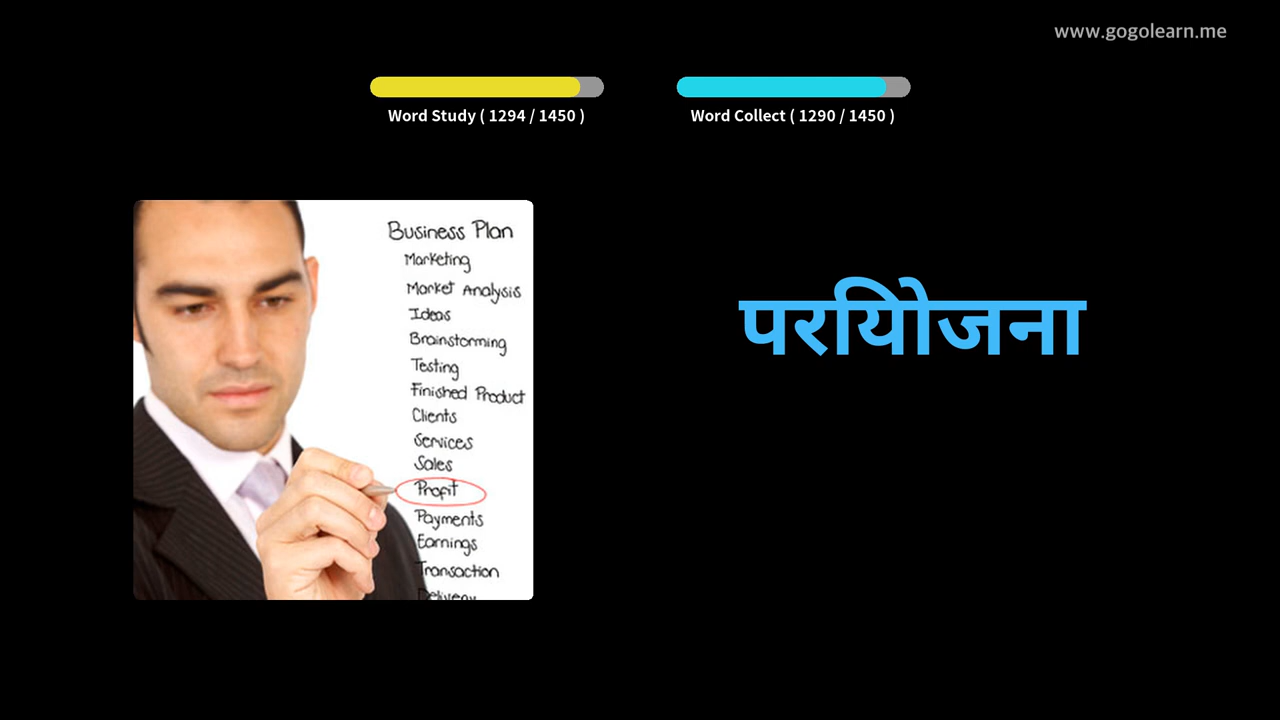 www.gogolearn.me
Word Study ( 1294 / 1450 )
Word Collect ( 1290 / 1450 )
Business Plan
Marketing
Market Analysis
Ideas
Brainstorming
Testing
Finished Product
Clients
Services
Sales
Profit
Payments
Earnings
Transaction
Delivery
परियोजना